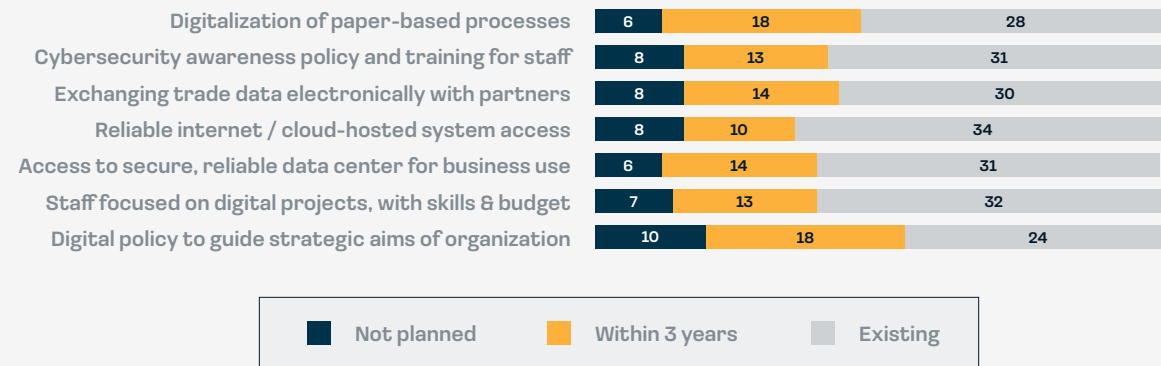 Digitalization of paper-based processes 6 18 28
Cybersecurity awareness policy and training for staff 8 13 31
Exchanging trade data electronically with partners 8 14 30
Reliable internet / cloud-hosted system access 8 10 34
Access to secure, reliable data center for business use 6 14 31
Staff focused on digital projects, with skills & budget 7 13 32
Digital policy to guide strategic aims of organization 10 18 24
Not planned Within 3 years Existing